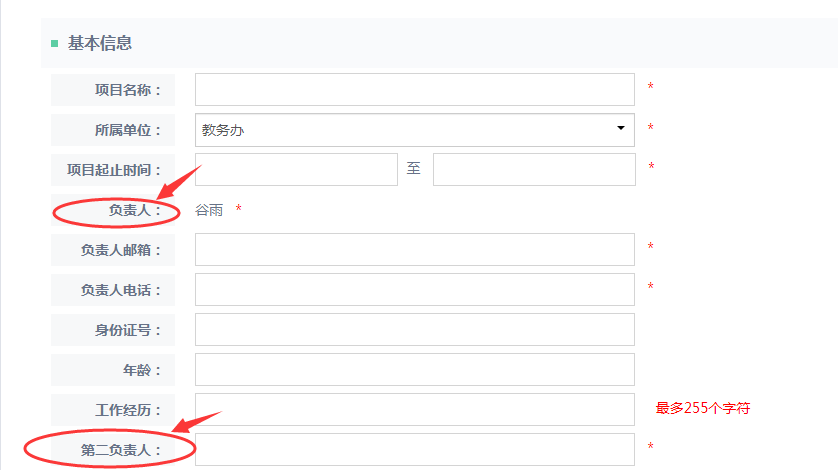 基本信息
项目名称： *
所属单位： 教务办 *
项目起止时间： 至 *
负责人： 谷雨 *
负责人邮箱： *
负责人电话： *
身份证号：
年龄：
工作经历： 最多255个字符
第二负责人： *